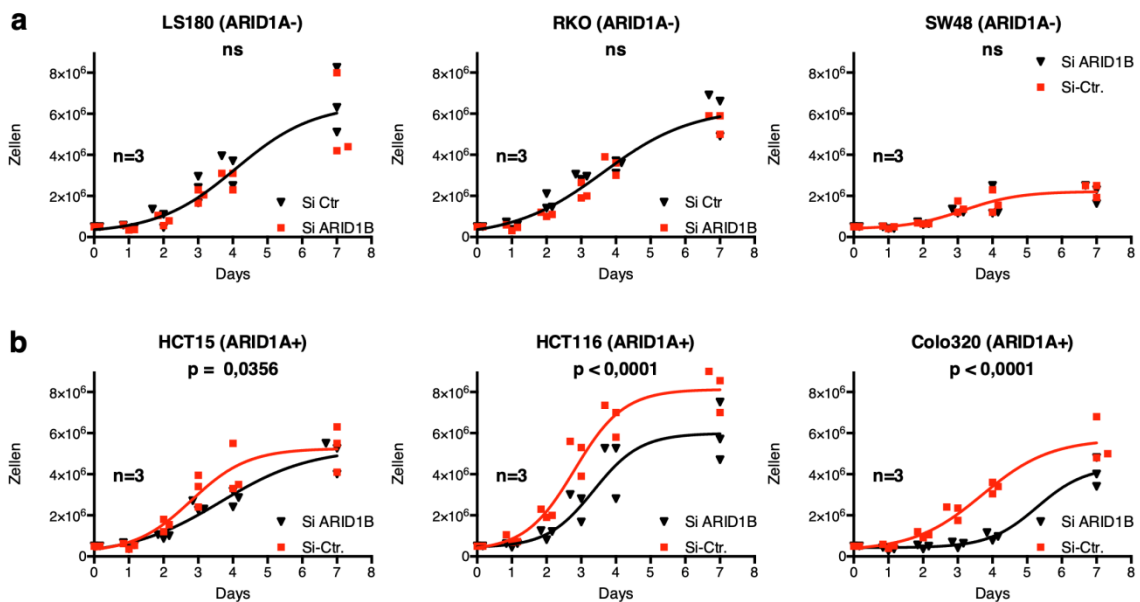 a
LS180 (ARID1A-)
ns
8×10⁶
6×10⁶
4×10⁶
2×10⁶
0
Zellen
n=3
Si Ctr
Si ARID1B
0 1 2 3 4 5 6 7 8
Days
RKO (ARID1A-)
ns
8×10⁶
6×10⁶
4×10⁶
2×10⁶
0
Zellen
n=3
Si Ctr
Si ARID1B
0 1 2 3 4 5 6 7 8
Days
SW48 (ARID1A-)
ns
8×10⁶
6×10⁶
4×10⁶
2×10⁶
0
Zellen
n=3
Si ARID1B
Si-Ctr.
0 1 2 3 4 5 6 7 8
Days
b
HCT15 (ARID1A+)
p = 0,0356
8×10⁶
6×10⁶
4×10⁶
2×10⁶
0
Zellen
n=3
Si ARID1B
Si-Ctr.
0 1 2 3 4 5 6 7 8
Days
HCT116 (ARID1A+)
p < 0,0001
8×10⁶
6×10⁶
4×10⁶
2×10⁶
0
Zellen
n=3
Si ARID1B
Si-Ctr.
0 1 2 3 4 5 6 7 8
Days
Colo320 (ARID1A+)
p < 0,0001
8×10⁶
6×10⁶
4×10⁶
2×10⁶
0
Zellen
n=3
Si ARID1B
Si-Ctr.
0 1 2 3 4 5 6 7 8
Days